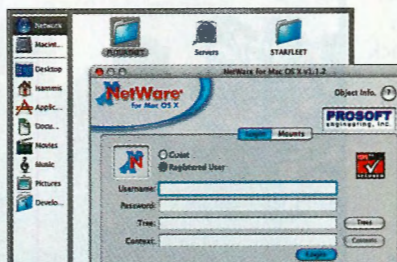 Network
Servers
STARFLEET
Macint...
NetWare for Mac OS X v1.1.2
Desktop
NetWare
for Mac OS X
Object Info.
hammis
Applic...
PROSOFT
engineering, inc.
Docu...
Login
Mounts
Movies
Guest
Registered User
Music
Username:
Pictures
Password:
Develo...
Tree:
Trees
Context:
Contexts
Login